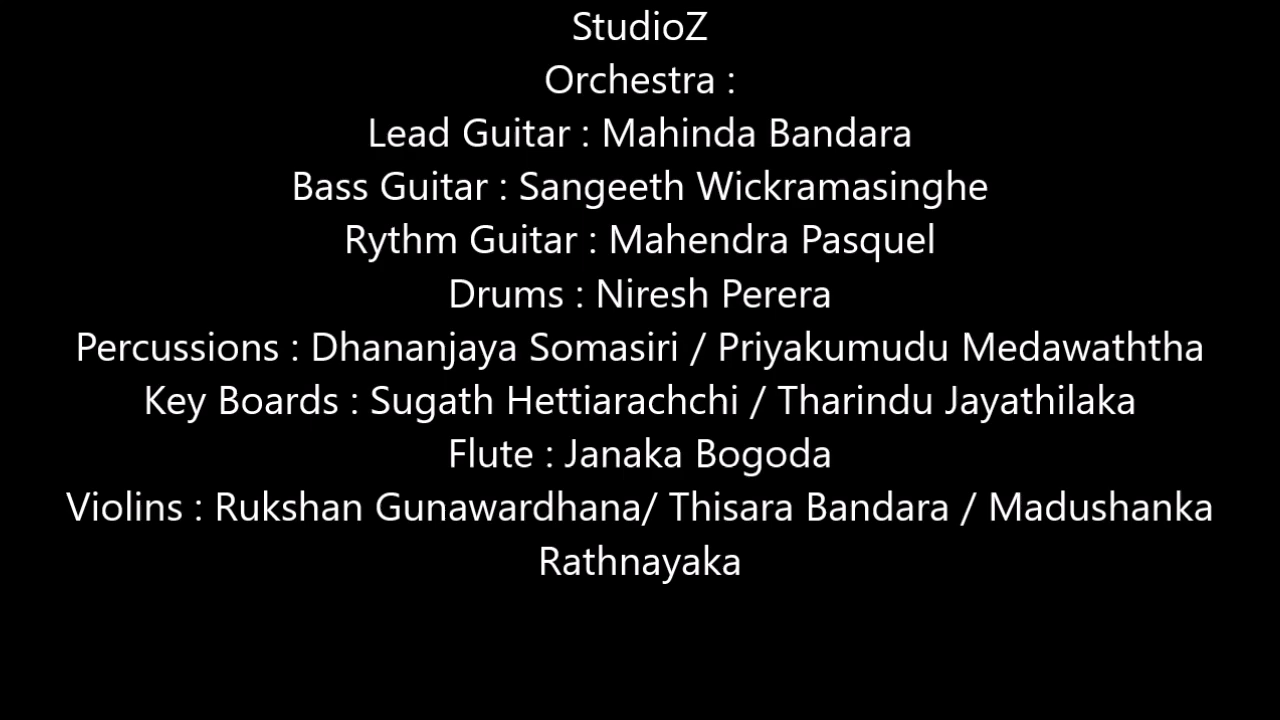 StudioZ
Orchestra :
Lead Guitar : Mahinda Bandara
Bass Guitar : Sangeeth Wickramasinghe
Rythm Guitar : Mahendra Pasquel
Drums : Niresh Perera
Percussions : Dhananjaya Somasiri / Priyakumudu Medawaththa
Key Boards : Sugath Hettiarachchi / Tharindu Jayathilaka
Flute : Janaka Bogoda
Violins : Rukshan Gunawardhana/ Thisara Bandara / Madushanka
Rathnayaka